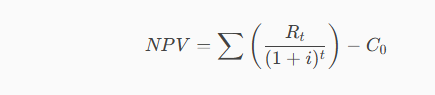 NPV = ∑ ( R_t / (1 + i)^t ) − C_0